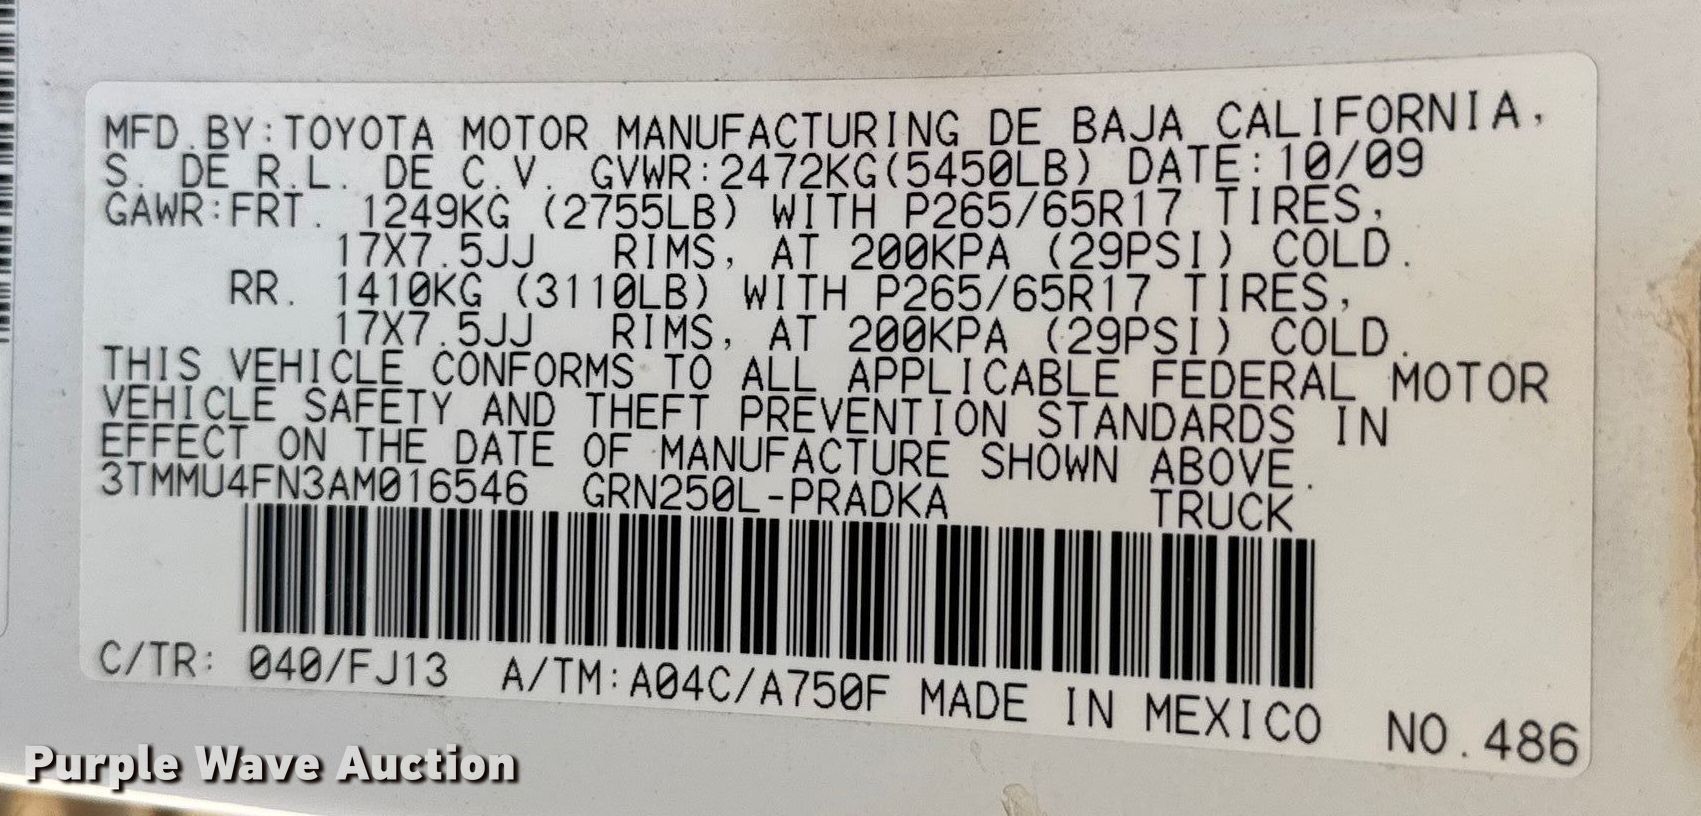 MFD.BY:TOYOTA MOTOR MANUFACTURING DE BAJA CALIFORNIA,
S. DE R.L. DE C.V. GVWR:2472KG(5450LB) DATE:10/09
GAWR:FRT. 1249KG (2755LB) WITH P265/65R17 TIRES,
17X7.5JJ RIMS, AT 200KPA (29PSI) COLD.
RR. 1410KG (3110LB) WITH P265/65R17 TIRES,
17X7.5JJ RIMS, AT 200KPA (29PSI) COLD.
THIS VEHICLE CONFORMS TO ALL APPLICABLE FEDERAL MOTOR
VEHICLE SAFETY AND THEFT PREVENTION STANDARDS IN
EFFECT ON THE DATE OF MANUFACTURE SHOWN ABOVE.
3TMMU4FN3AM016546 GRN250L-PRADKA TRUCK
C/TR: 040/FJ13 A/TM:A04C/A750F MADE IN MEXICO NO.486
Purple Wave Auction